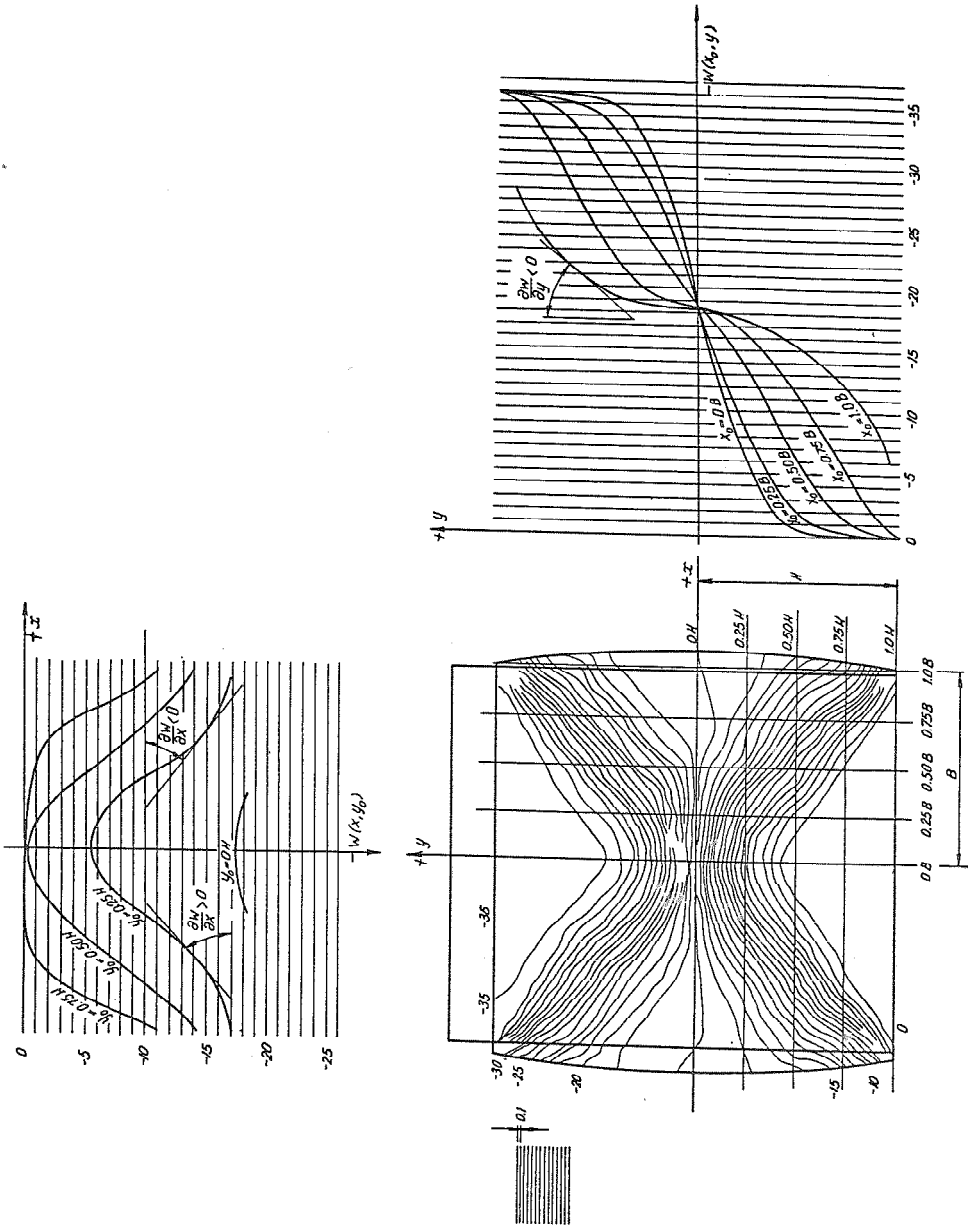 -W(x₀,y)
-35
-30
-25
-20
-15
-10
-5
0
∂w/∂y < 0
x₀=0B
x₀=0.25B
x₀=0.50B
x₀=0.75B
x₀=1.0B
+y
+x
0
-5
-10
-15
-20
-25
y₀=0.75H
y₀=0.50H
y₀=0.25H
y₀=0H
∂w/∂x < 0
∂w/∂x > 0
-W(x,y₀)
+y
+x
H
0H
0.25H
0.50H
0.75H
1.0H
-36
-35
-30
-25
-20
-15
-10
0
0B
0.25B
0.50B
0.75B
1.0B
B
0.1